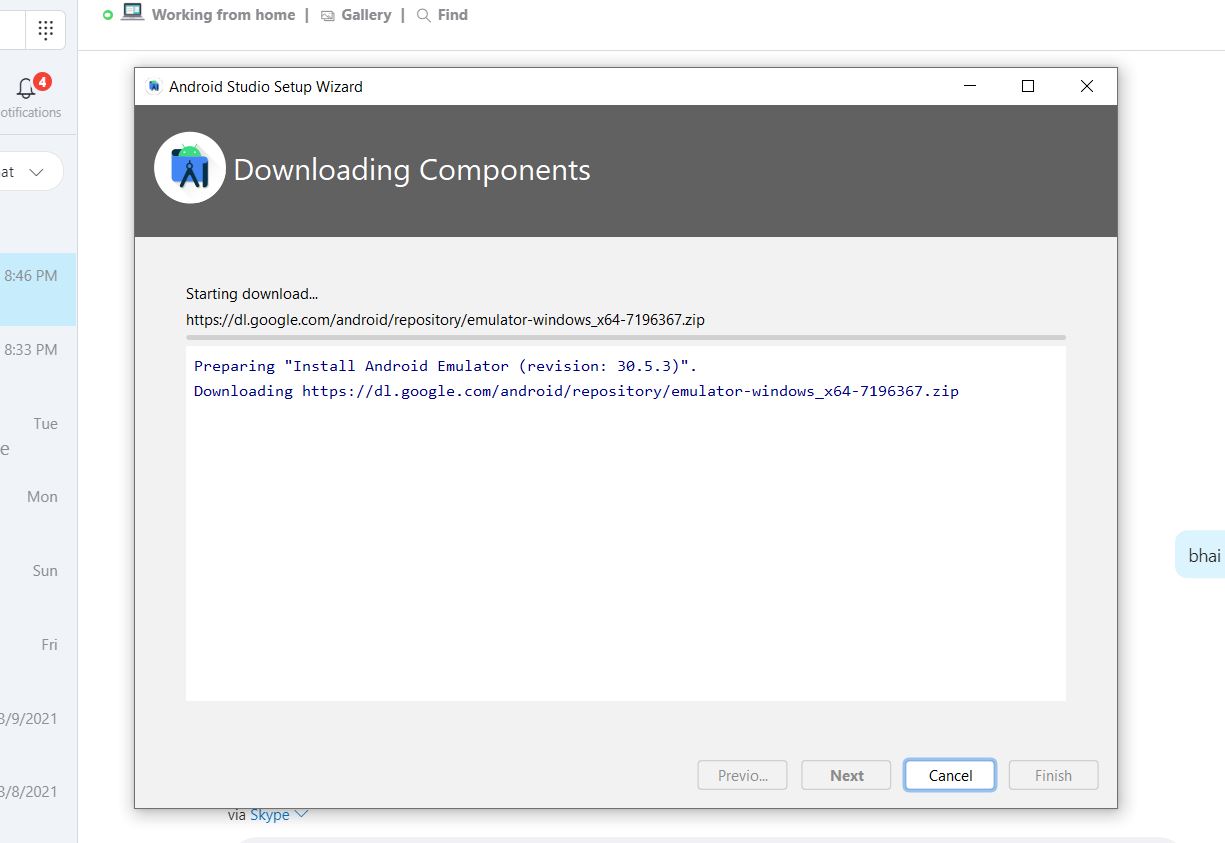 Working from home | Gallery | Find
4
otifications
at
8:46 PM
8:33 PM
Tue
e
Mon
Sun
Fri
3/9/2021
3/8/2021
Android Studio Setup Wizard
Downloading Components
Starting download...
https://dl.google.com/android/repository/emulator-windows_x64-7196367.zip
Preparing "Install Android Emulator (revision: 30.5.3)".
Downloading https://dl.google.com/android/repository/emulator-windows_x64-7196367.zip
Previo... Next Cancel Finish
bhai
via Skype